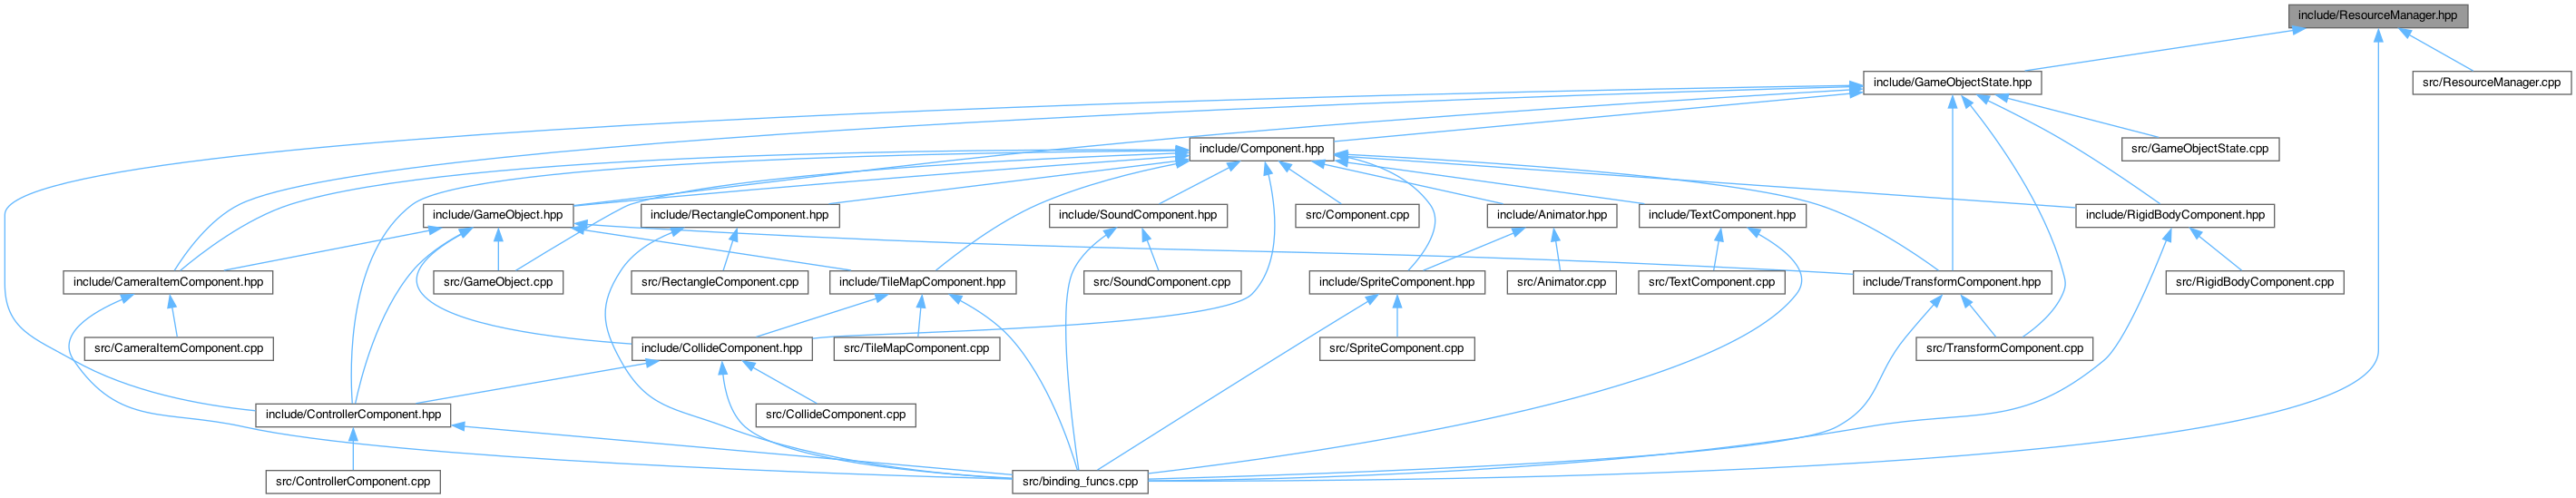 include/ResourceManager.hpp
include/GameObjectState.hpp
src/ResourceManager.cpp
include/Component.hpp
src/GameObjectState.cpp
include/GameObject.hpp
include/RectangleComponent.hpp
include/SoundComponent.hpp
src/Component.cpp
include/Animator.hpp
include/TextComponent.hpp
include/RigidBodyComponent.hpp
include/CameraItemComponent.hpp
src/GameObject.cpp
src/RectangleComponent.cpp
include/TileMapComponent.hpp
src/SoundComponent.cpp
include/SpriteComponent.hpp
src/Animator.cpp
src/TextComponent.cpp
include/TransformComponent.hpp
src/RigidBodyComponent.cpp
src/CameraItemComponent.cpp
include/CollideComponent.hpp
src/TileMapComponent.cpp
src/SpriteComponent.cpp
src/TransformComponent.cpp
include/ControllerComponent.hpp
src/CollideComponent.cpp
src/ControllerComponent.cpp
src/binding_funcs.cpp